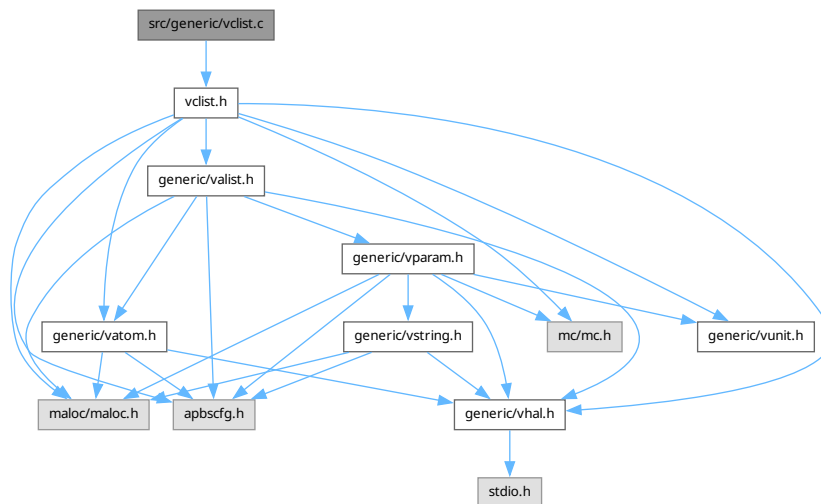 src/generic/vclist.c
vclist.h
generic/valist.h
generic/vparam.h
generic/vatom.h
generic/vstring.h
mc/mc.h
generic/vunit.h
maloc/maloc.h
apbscfg.h
generic/vhal.h
stdio.h